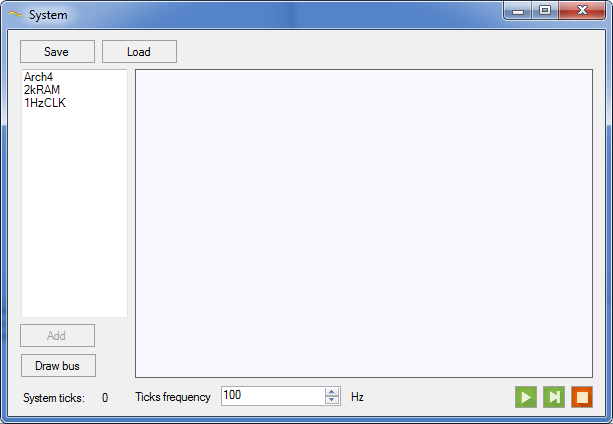 System
Save
Load
Arch4
2kRAM
1HzCLK
Add
Draw bus
System ticks: 0
Ticks frequency 100 Hz